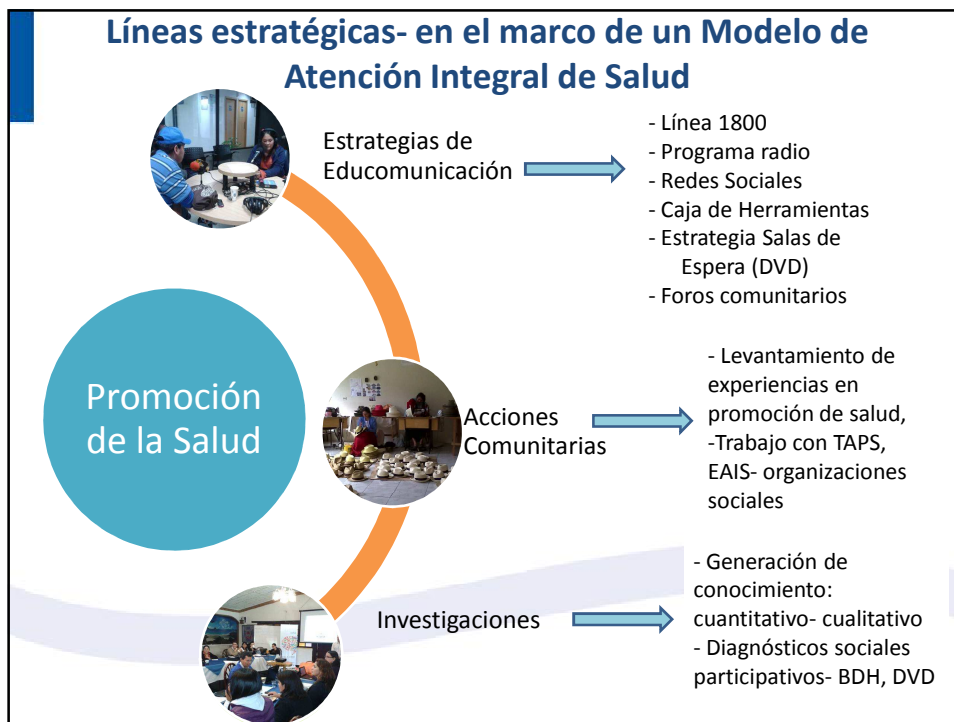 Líneas estratégicas- en el marco de un Modelo de
Atención Integral de Salud
Promoción
de la Salud
Estrategias de
Educomunicación
- Línea 1800
- Programa radio
- Redes Sociales
- Caja de Herramientas
- Estrategia Salas de
Espera (DVD)
- Foros comunitarios
Acciones
Comunitarias
- Levantamiento de
experiencias en
promoción de salud,
-Trabajo con TAPS,
EAIS- organizaciones
sociales
Investigaciones
- Generación de
conocimiento:
cuantitativo- cualitativo
- Diagnósticos sociales
participativos- BDH, DVD